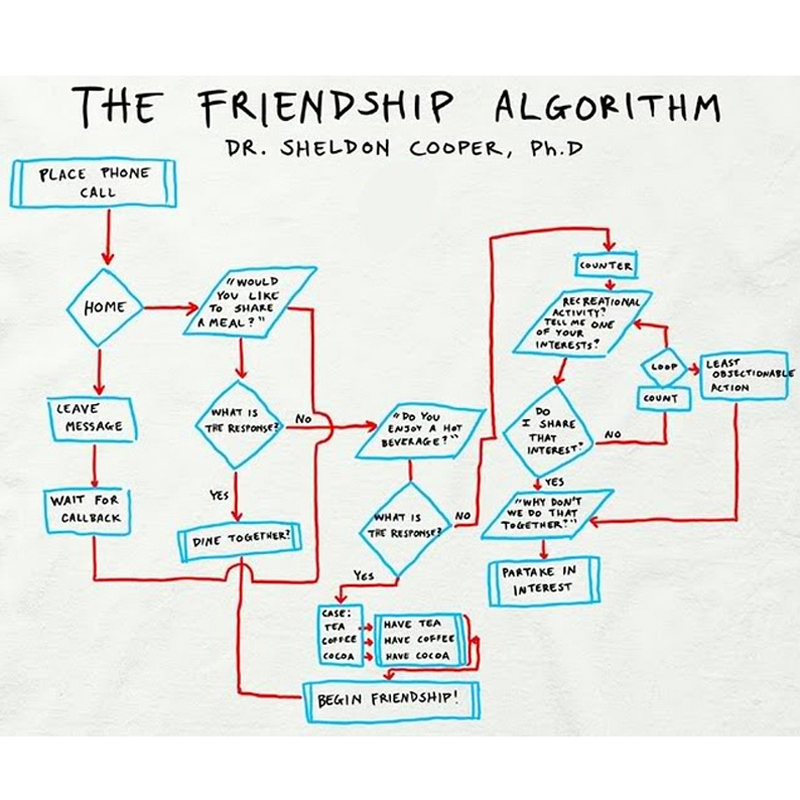 THE FRIENDSHIP ALGORITHM
DR. SHELDON COOPER, Ph.D
PLACE PHONE
CALL
HOME
"WOULD
YOU LIKE
TO SHARE
A MEAL?"
LEAVE
MESSAGE
WAIT FOR
CALLBACK
WHAT IS
THE RESPONSE?
NO
YES
DINE TOGETHER?
"DO YOU
ENJOY A HOT
BEVERAGE?"
WHAT IS
THE RESPONSE?
NO
YES
CASE:
TEA
COFFEE
COCOA
HAVE TEA
HAVE COFFEE
HAVE COCOA
BEGIN FRIENDSHIP!
COUNTER
RECREATIONAL
ACTIVITY?
TELL ME ONE
OF YOUR
INTERESTS?
LOOP
COUNT
LEAST
OBJECTIONABLE
ACTION
DO
I SHARE
THAT
INTEREST?
NO
YES
"WHY DON'T
WE DO THAT
TOGETHER?"
PARTAKE IN
INTEREST